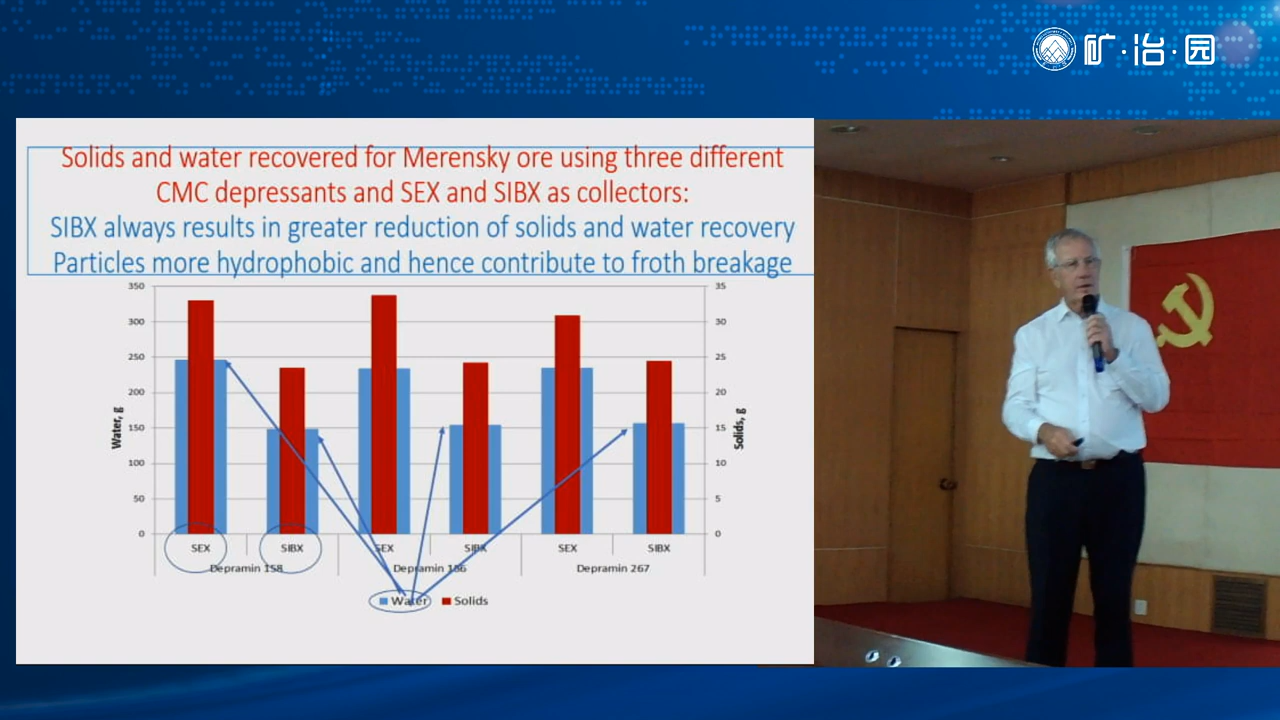 矿·冶·园
Solids and water recovered for Merensky ore using three different
CMC depressants and SEX and SIBX as collectors:
SIBX always results in greater reduction of solids and water recovery
Particles more hydrophobic and hence contribute to froth breakage
350
300
250
200
150
100
50
0
Water, g
35
30
25
20
15
10
5
0
Solids, g
SEX SIBX SEX SIBX SEX SIBX
Depramin 158 Depramin 186 Depramin 267
Water Solids